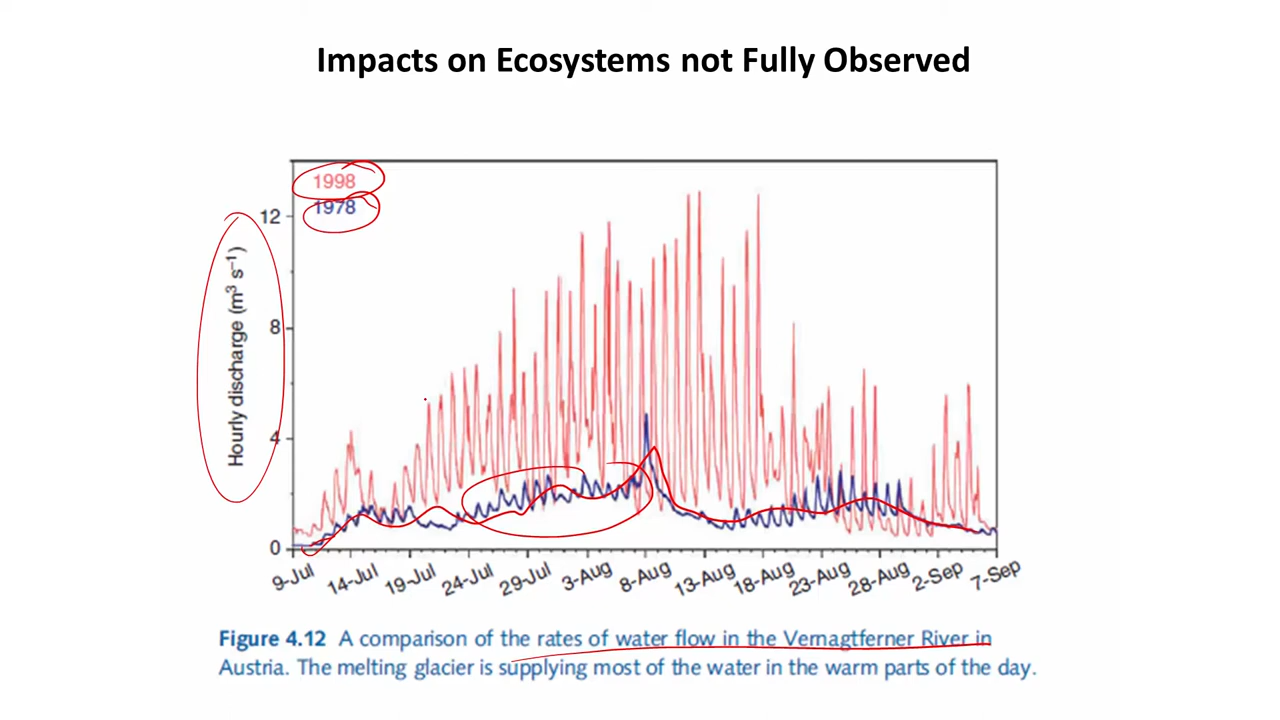 Impacts on Ecosystems not Fully Observed
1998
1978
12
8
4
0
Hourly discharge (m³ s⁻¹)
9-Jul
14-Jul
19-Jul
24-Jul
29-Jul
3-Aug
8-Aug
13-Aug
18-Aug
23-Aug
28-Aug
2-Sep
7-Sep
Figure 4.12 A comparison of the rates of water flow in the Vernagtferner River in
Austria. The melting glacier is supplying most of the water in the warm parts of the day.